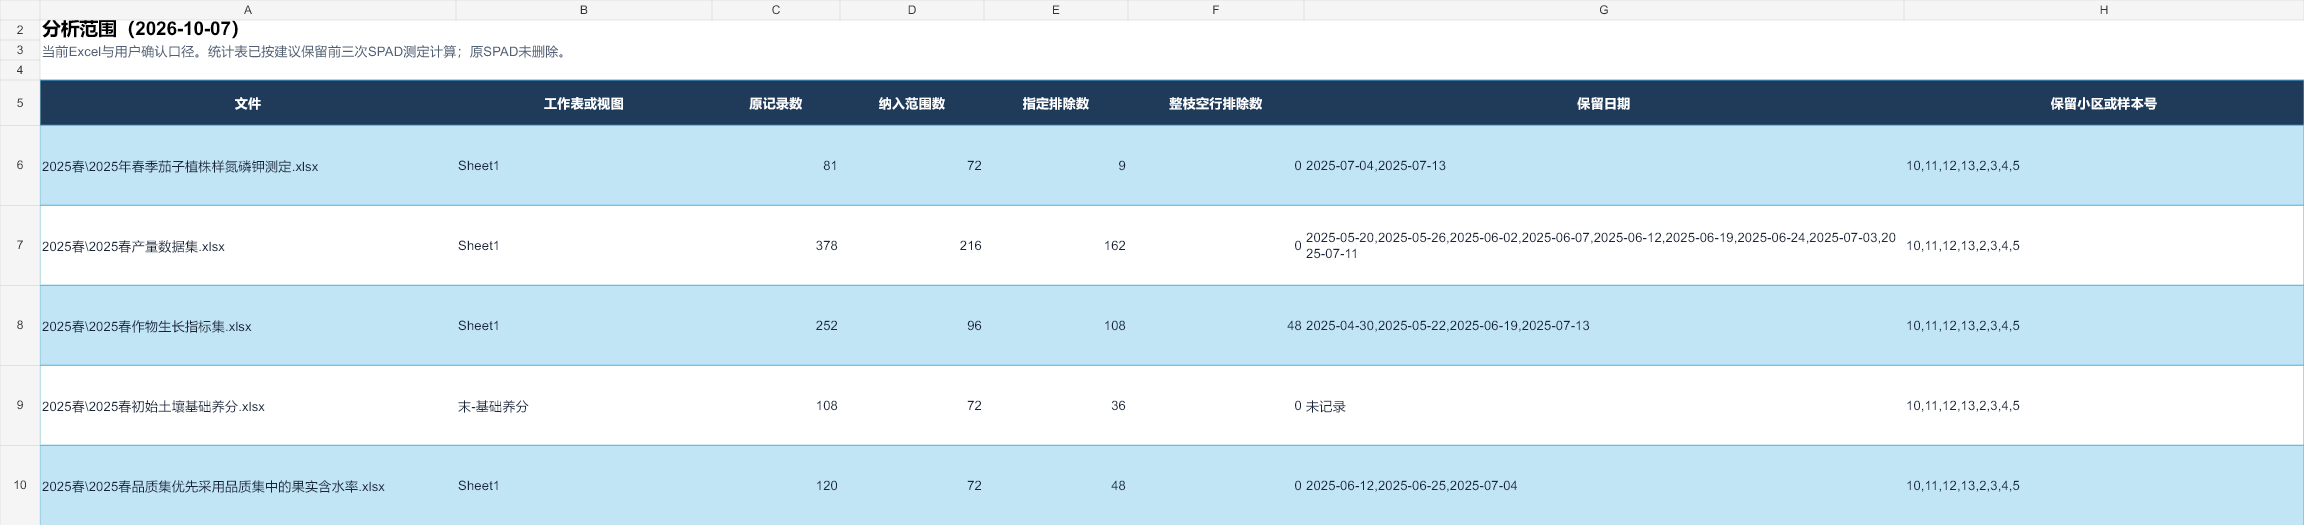 A B C D E F G H
2 分析范围（2026-10-07）
3 当前Excel与用户确认口径。统计表已按建议保留前三次SPAD测定计算；原SPAD未删除。
4
5 文件 工作表或视图 原记录数 纳入范围数 指定排除数 整枝空行排除数 保留日期 保留小区或样本号
6 2025春\2025年春季茄子植株样氮磷钾测定.xlsx Sheet1 81 72 9 0 2025-07-04,2025-07-13 10,11,12,13,2,3,4,5
7 2025春\2025春产量数据集.xlsx Sheet1 378 216 162 0 2025-05-20,2025-05-26,2025-06-02,2025-06-07,2025-06-12,2025-06-19,2025-06-24,2025-07-03,20
25-07-11 10,11,12,13,2,3,4,5
8 2025春\2025春作物生长指标集.xlsx Sheet1 252 96 108 48 2025-04-30,2025-05-22,2025-06-19,2025-07-13 10,11,12,13,2,3,4,5
9 2025春\2025春初始土壤基础养分.xlsx 末-基础养分 108 72 36 0 未记录 10,11,12,13,2,3,4,5
10 2025春\2025春品质集优先采用品质集中的果实含水率.xlsx Sheet1 120 72 48 0 2025-06-12,2025-06-25,2025-07-04 10,11,12,13,2,3,4,5